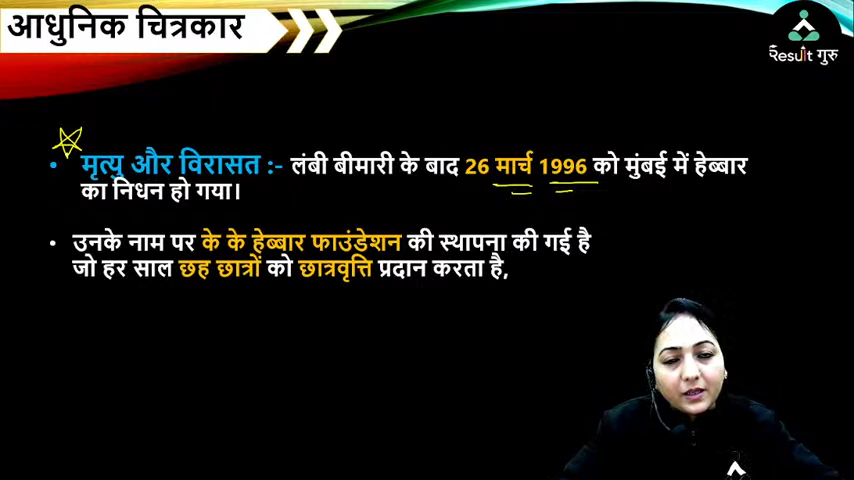 आधुनिक चित्रकार
Result गुरु
• मृत्यु और विरासत :- लंबी बीमारी के बाद 26 मार्च 1996 को मुंबई में हेब्बार
का निधन हो गया।
• उनके नाम पर के के हेब्बार फाउंडेशन की स्थापना की गई है
जो हर साल छह छात्रों को छात्रवृत्ति प्रदान करता है,